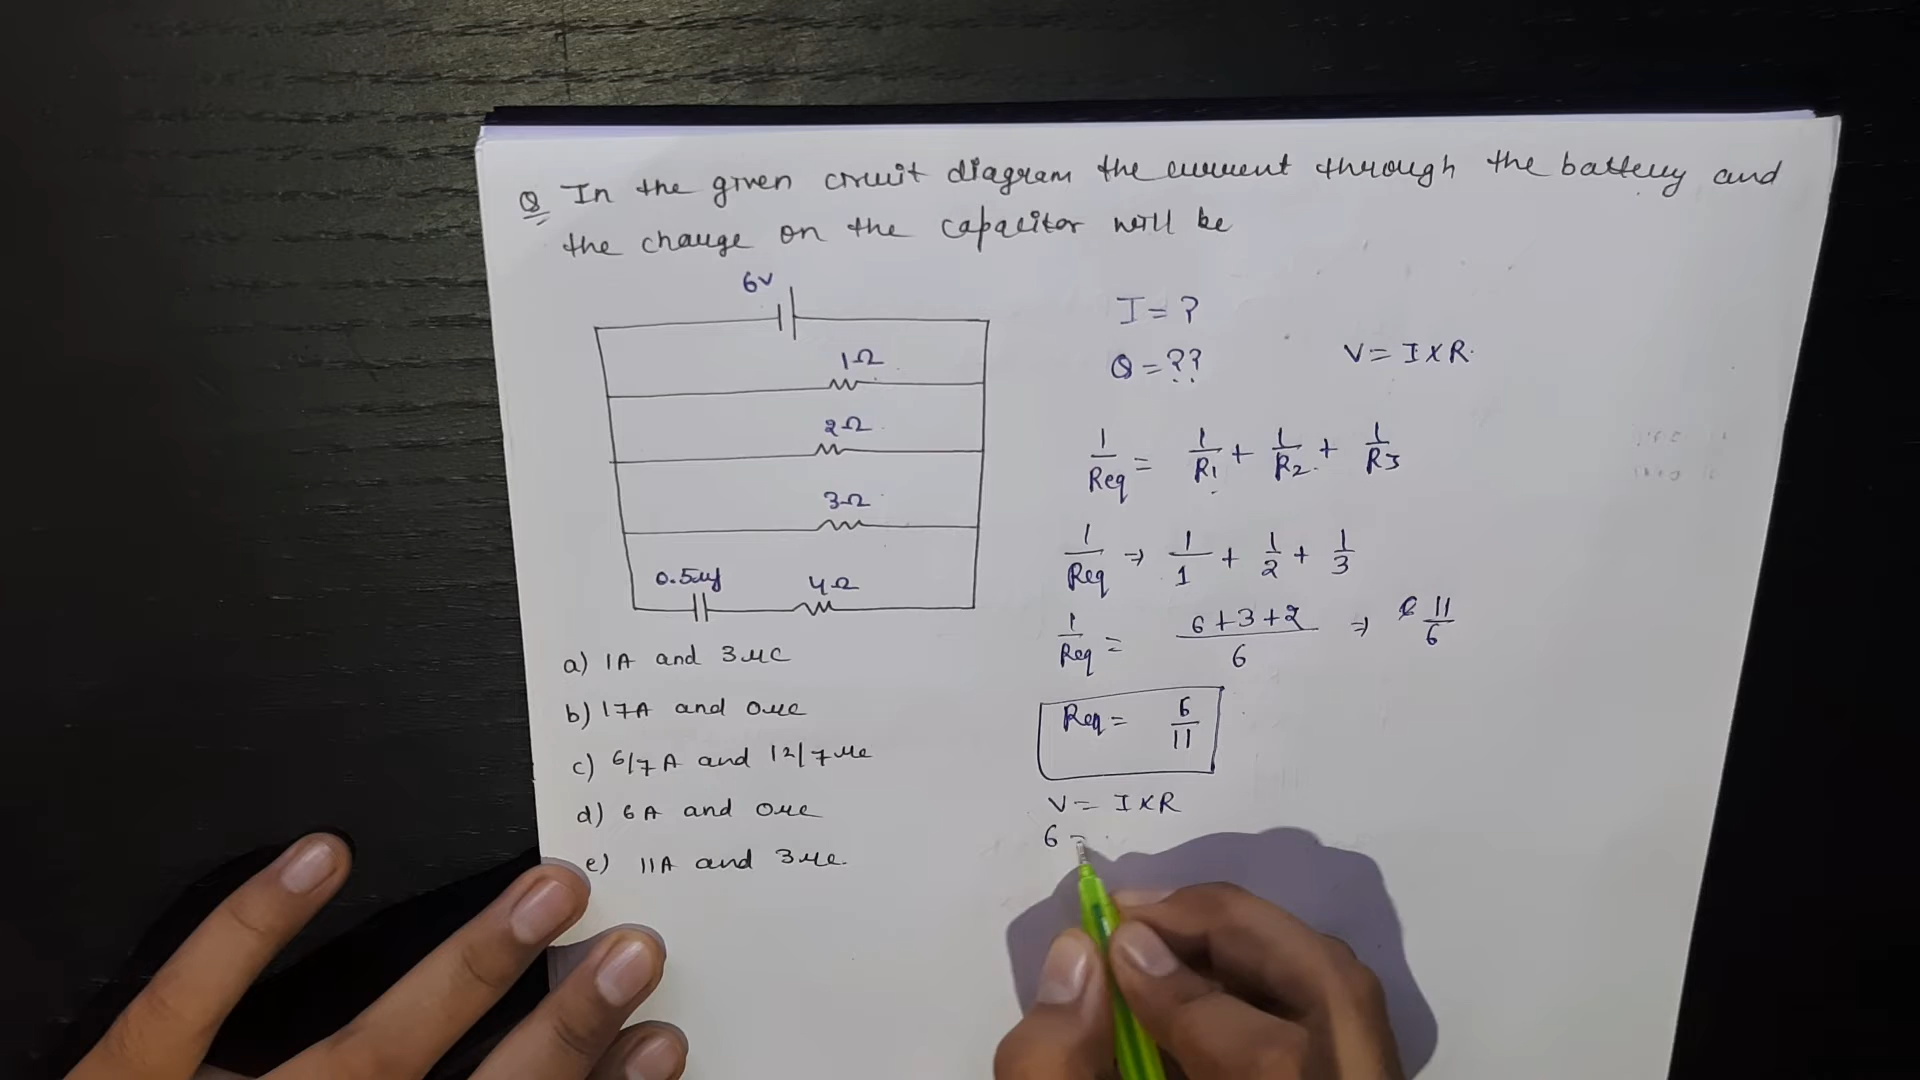 Q In the given circuit diagram the current through the battery and
the charge on the capacitor will be
6V
1Ω
2Ω
3Ω
0.5μf 4Ω
a) 1A and 3μC
b) 17A and 0μc
c) 6/7A and 12/7μc
d) 6A and 0μc
e) 11A and 3μc.
I = ?
Q = ??
V = I×R.
1/Req = 1/R1 + 1/R2 + 1/R3
1/Req → 1/1 + 1/2 + 1/3
1/Req = 6+3+2/6 ⇒ 11/6
Req = 6/11
V = I×R
6 =